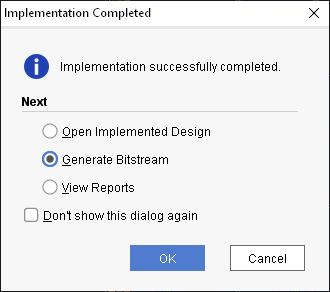 Implementation Completed
Implementation successfully completed.
Next
Open Implemented Design
Generate Bitstream
View Reports
Don't show this dialog again
OK
Cancel